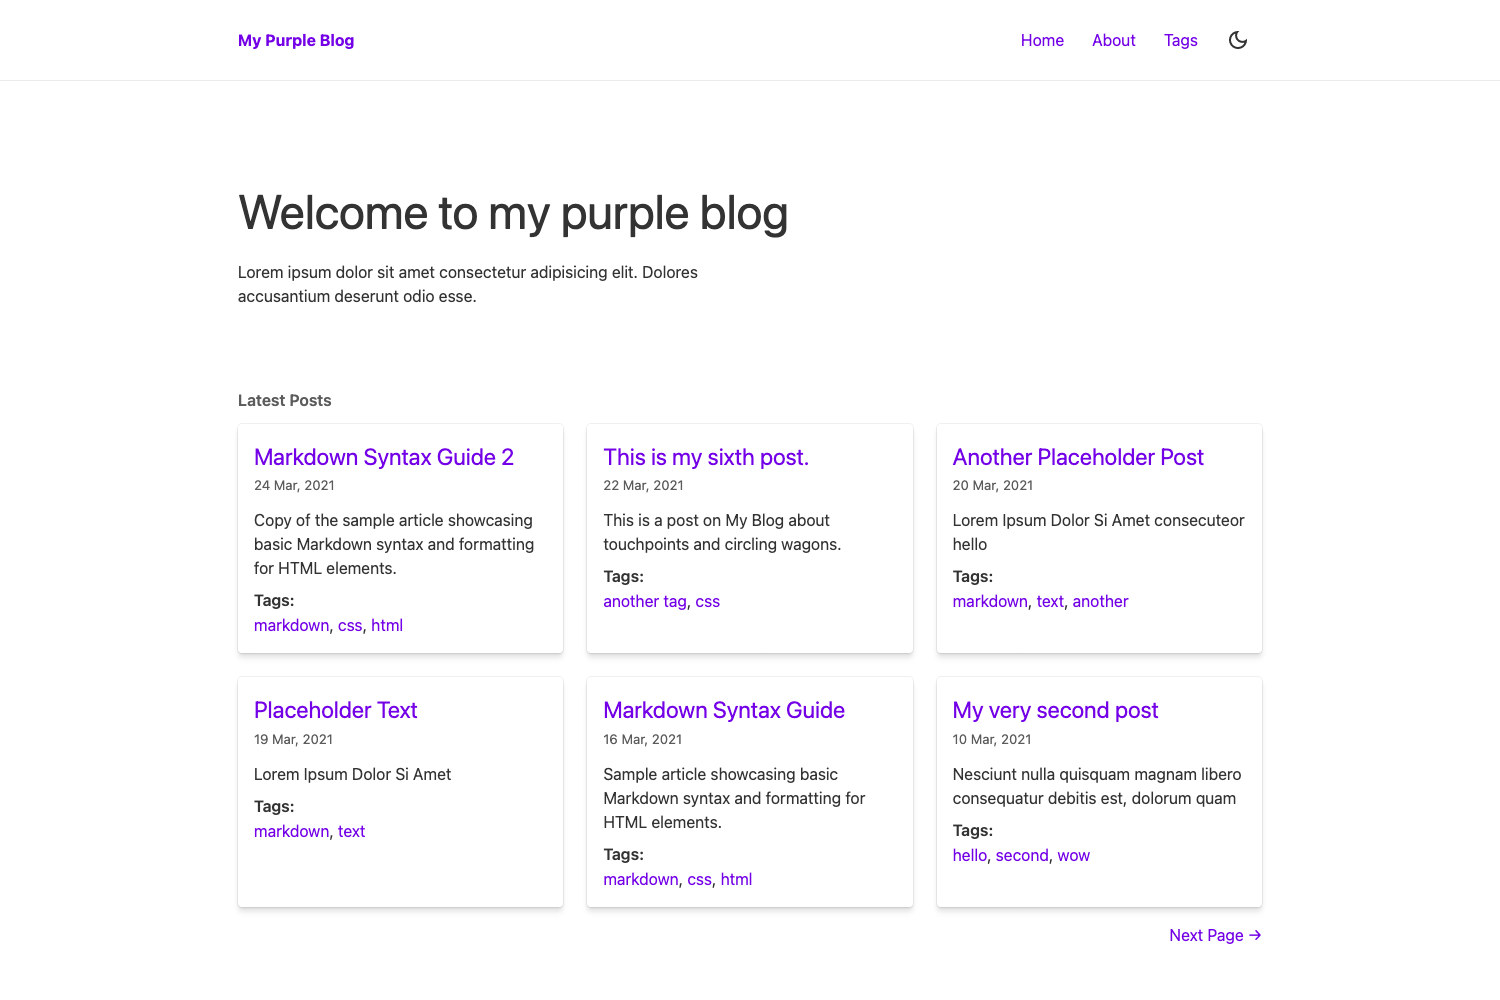 My Purple Blog
Home About Tags
Welcome to my purple blog
Lorem ipsum dolor sit amet consectetur adipisicing elit. Dolores
accusantium deserunt odio esse.
Latest Posts
Markdown Syntax Guide 2
24 Mar, 2021
Copy of the sample article showcasing
basic Markdown syntax and formatting
for HTML elements.
Tags:
markdown, css, html
This is my sixth post.
22 Mar, 2021
This is a post on My Blog about
touchpoints and circling wagons.
Tags:
another tag, css
Another Placeholder Post
20 Mar, 2021
Lorem Ipsum Dolor Si Amet consecuteor
hello
Tags:
markdown, text, another
Placeholder Text
19 Mar, 2021
Lorem Ipsum Dolor Si Amet
Tags:
markdown, text
Markdown Syntax Guide
16 Mar, 2021
Sample article showcasing basic
Markdown syntax and formatting for
HTML elements.
Tags:
markdown, css, html
My very second post
10 Mar, 2021
Nesciunt nulla quisquam magnam libero
consequatur debitis est, dolorum quam
Tags:
hello, second, wow
Next Page →